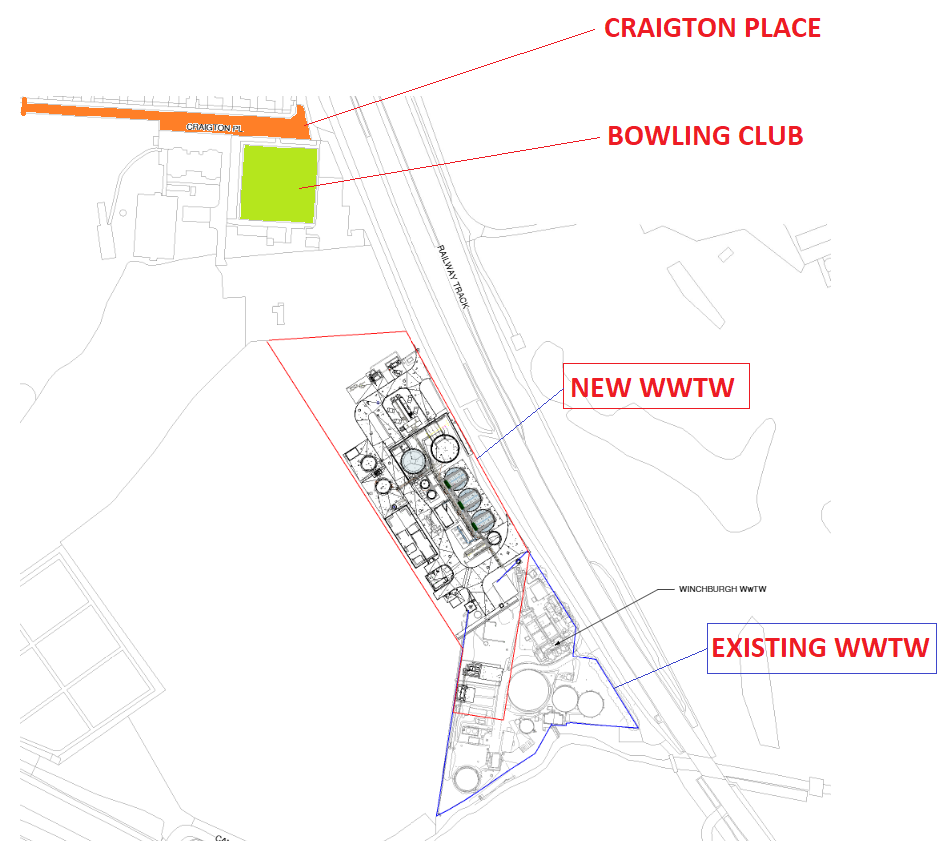 CRAIGTON PLACE
CRAIGTON PL
BOWLING CLUB
RAILWAY TRACK
NEW WWTW
WINCHBURGH WwTW
EXISTING WWTW